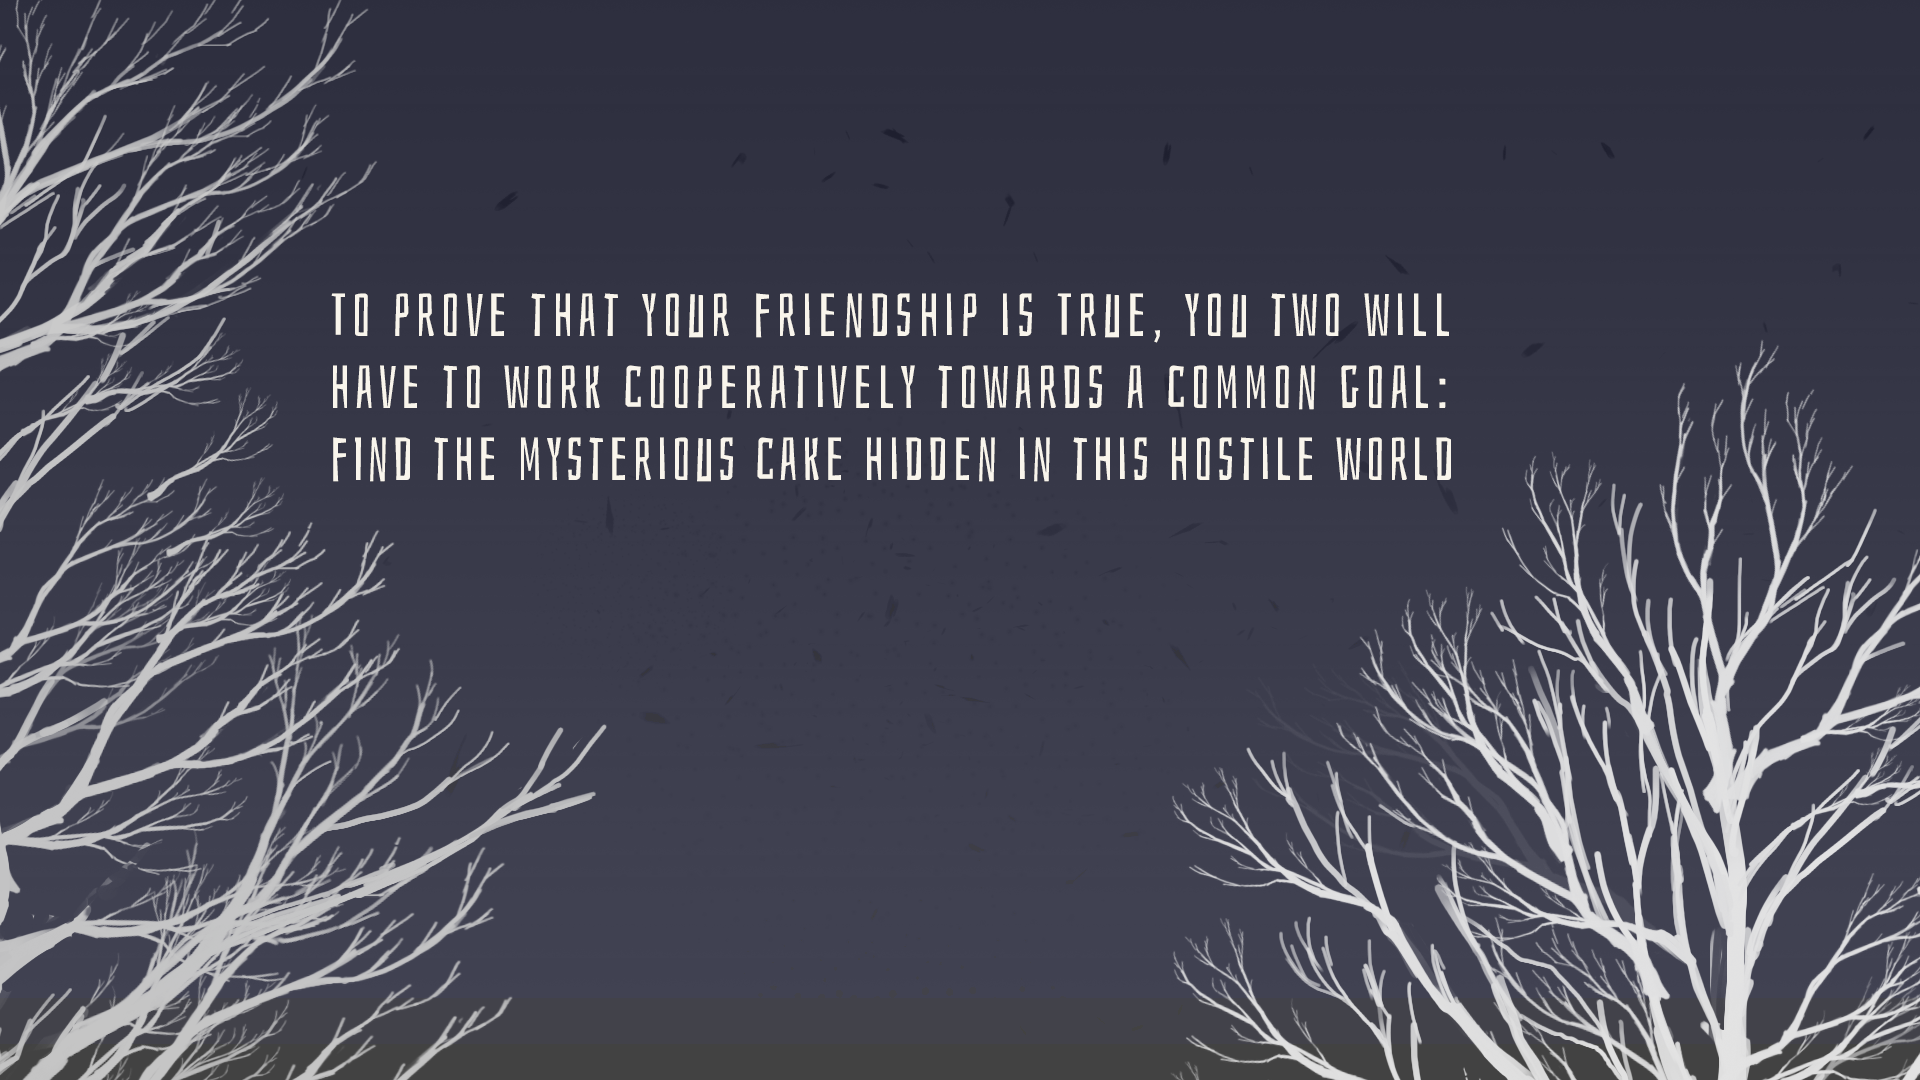 TO PROVE THAT YOUR FRIENDSHIP IS TRUE, YOU TWO WILL
HAVE TO WORK COOPERATIVELY TOWARDS A COMMON GOAL:
FIND THE MYSTERIOUS CAKE HIDDEN IN THIS HOSTILE WORLD